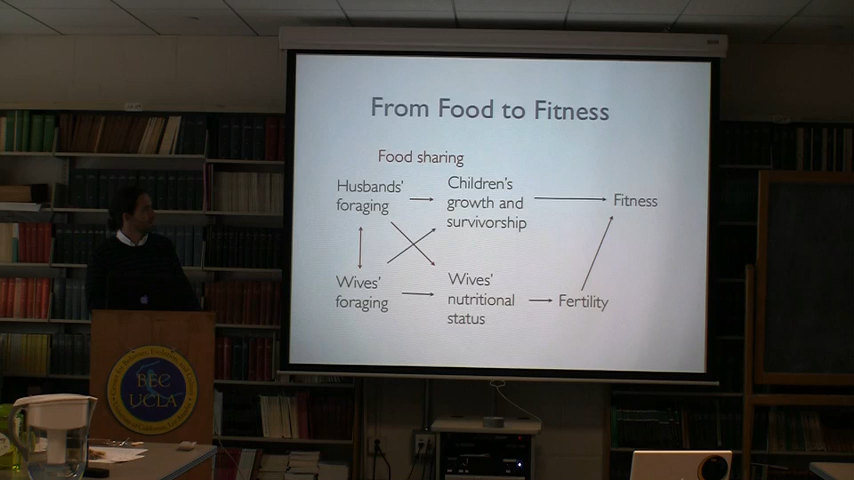 From Food to Fitness
Food sharing
Husbands'
foraging
Children's
growth and
survivorship
Fitness
Wives'
foraging
Wives'
nutritional
status
Fertility
BEC
UCLA